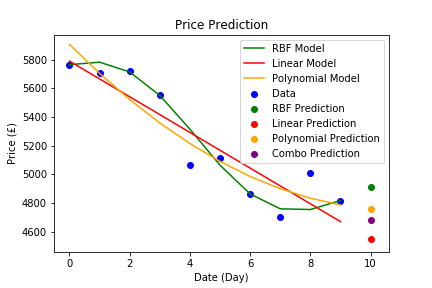 Price Prediction
RBF Model
Linear Model
Polynomial Model
Data
RBF Prediction
Linear Prediction
Polynomial Prediction
Combo Prediction
Price (£)
5800
5600
5400
5200
5000
4800
4600
0 2 4 6 8 10
Date (Day)